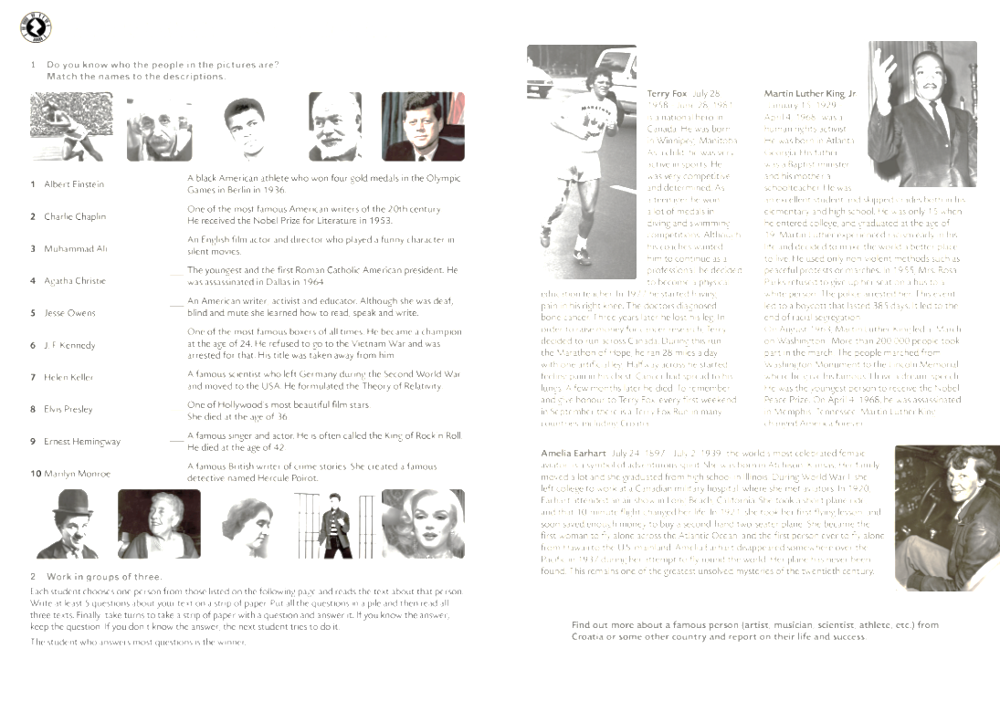 1 Do you know who the people in the pictures are?
Match the names to the descriptions.
1 Albert Einstein
2 Charlie Chaplin
3 Muhammad Ali
4 Agatha Christie
5 Jesse Owens
6 J. F. Kennedy
7 Helen Keller
8 Elvis Presley
9 Ernest Hemingway
10 Marilyn Monroe
A black American athlete who won four gold medals in the Olympic
Games in Berlin in 1936.
One of the most famous American writers of the 20th century.
He received the Nobel Prize for Literature in 1953.
An English film actor and director who played a funny character in
silent movies.
The youngest and the first Roman Catholic American president. He
was assassinated in Dallas in 1964.
An American writer, activist and educator. Although she was deaf,
blind and mute she learned how to read, speak and write.
One of the most famous boxers of all times. He became a champion
at the age of 24. He refused to go to the Vietnam War and was
arrested for that. His title was taken away from him.
A famous scientist who left Germany during the Second World War
and moved to the USA. He formulated the Theory of Relativity.
One of Hollywood's most beautiful film stars.
She died at the age of 36.
A famous singer and actor. He is often called the King of Rock'n Roll.
He died at the age of 42.
A famous British writer of crime stories. She created a famous
detective named Hercule Poirot.
2 Work in groups of three.
Each student chooses one person from those listed on the following page and reads the text about that person.
Write at least 5 questions about your text on a strip of paper. Put all the questions in a pile and then read all
three texts. Finally, take turns to take a strip of paper with a question and answer it. If you know the answer,
keep the question. If you don't know the answer, the next student tries to do it.
The student who answers most questions is the winner.
Terry Fox July 28
is a national hero in
Canada. He was born
in Winnipeg, Manitoba.
As a child he was very
active in sports. He
was very competitive
and determined. As
a teenager he won
a lot of medals in
diving and swimming
competitions. Although
his coaches wanted
him to continue as a
professional he decided
to become a physical
education teacher. In 1977 he started having
pain in his right knee. The doctors diagnosed
bone cancer. Three years later he lost his leg. In
order to raise money for cancer research, Terry
decided to run across Canada. During this run
the Marathon of Hope, he ran 28 miles a day
with one artificial leg. Halfway across he started
feeling pain in his chest. Cancer had spread to his
lungs. A few months later he died. To remember
and give honour to Terry Fox, every first weekend
in September there is a Terry Fox Run in many
countries including Croatia.
Martin Luther King, Jr.
January 15, 1929
April 4, 1968, was a
human rights activist.
He was born in Atlanta
Georgia. His father
was a Baptist minister
and his mother a
schoolteacher. He was
an excellent student and skipped grades both in his
elementary and high school. He was only 15 when
he entered college, and graduated at the age of
19. Martin Luther experienced racism early in his
life and decided to make the world a better place
to live. He used only non-violent methods such as
peaceful protests or marches. In 1955, Mrs. Rosa
Parks refused to give up her seat on a bus to a
white person. The police arrested her. This event
led to a boycott that lasted 385 days. It led to the
end of racial segregation.
On August 1963, Martin Luther King led a March
on Washington. More than 200 000 people took
part in the march. The people marched from
Washington Monument to the Lincoln Memorial
where he gave his famous I have a dream speech.
He was the youngest person to receive the Nobel
Peace Prize. On April 4, 1968, he was assassinated
in Memphis, Tennessee. Martin Luther King
changed America forever.
Amelia Earhart July 24, 1897 - July 2, 1939, the world's most celebrated female
aviator, is a symbol of adventurous spirit. She was born in Atchison, Kansas. Her family
moved a lot and she graduated from high school in Illinois. During World War I, she
left college to work at a Canadian military hospital, where she met aviators. In 1920,
Earhart attended an air show in Long Beach, California. She took a short plane ride
and that 10-minute flight changed her life. In 1921, she took her first flying lesson and
soon saved enough money to buy a second-hand two-seater plane. She became the
first woman to fly alone across the Atlantic Ocean, and the first person ever to fly alone
from Hawaii to the U.S. mainland. Amelia Earhart disappeared somewhere over the
Pacific in 1937 during her attempt to fly round the world. Her plane has never been
found. This remains one of the greatest unsolved mysteries of the twentieth century.
Find out more about a famous person (artist, musician, scientist, athlete, etc.) from
Croatia or some other country and report on their life and success.